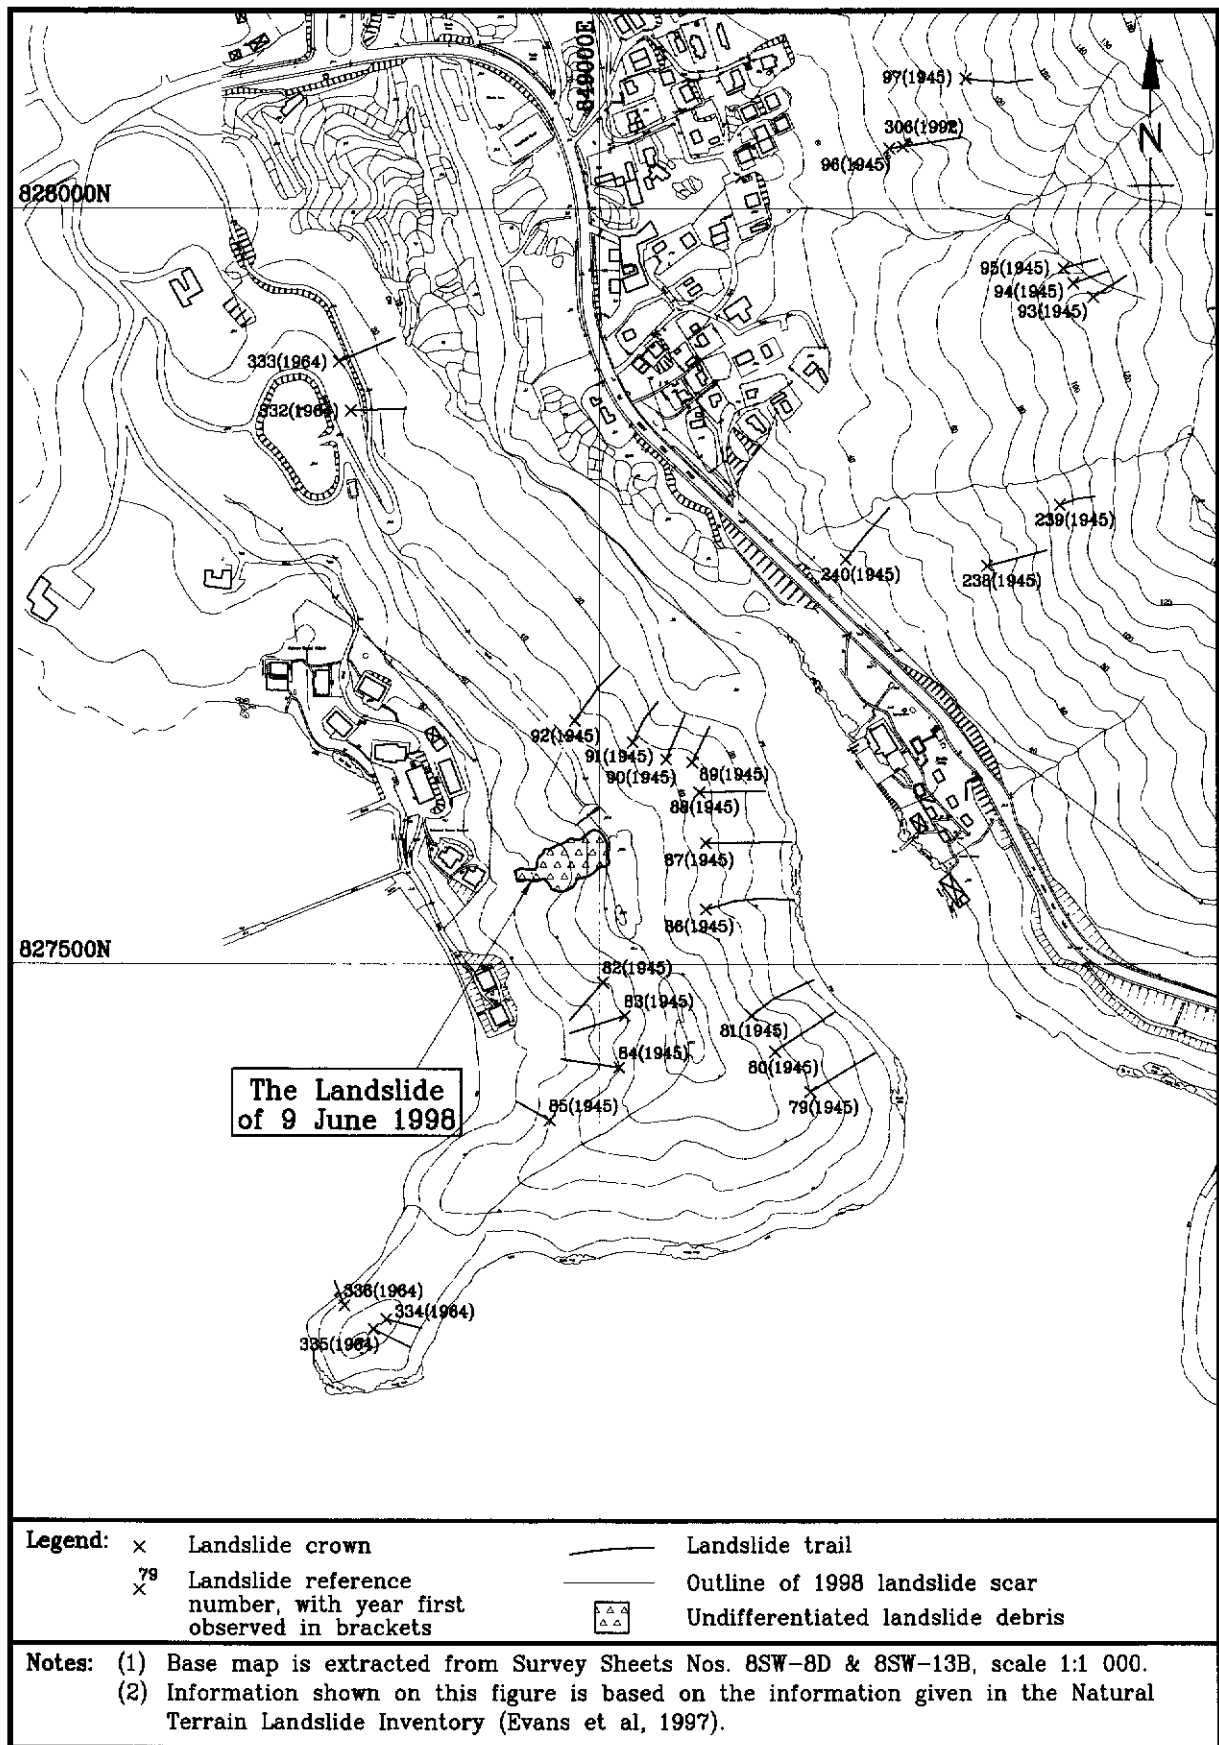 849000E
97(1945)
306(1992)
96(1945)
N
828000N
95(1945)
94(1945)
93(1945)
333(1964)
332(1964)
239(1945)
240(1945)
238(1945)
92(1945)
91(1945)
90(1945)
89(1945)
88(1945)
87(1945)
86(1945)
827500N
82(1945)
83(1945)
81(1945)
84(1945)
80(1945)
79(1945)
85(1945)
The Landslide
of 9 June 1998
336(1964)
334(1964)
335(1964)
Legend:
Landslide crown
Landslide trail
79
Landslide reference
number, with year first
observed in brackets
Outline of 1998 landslide scar
Undifferentiated landslide debris
Notes: (1) Base map is extracted from Survey Sheets Nos. 8SW-8D & 8SW-13B, scale 1:1 000.
(2) Information shown on this figure is based on the information given in the Natural
Terrain Landslide Inventory (Evans et al, 1997).